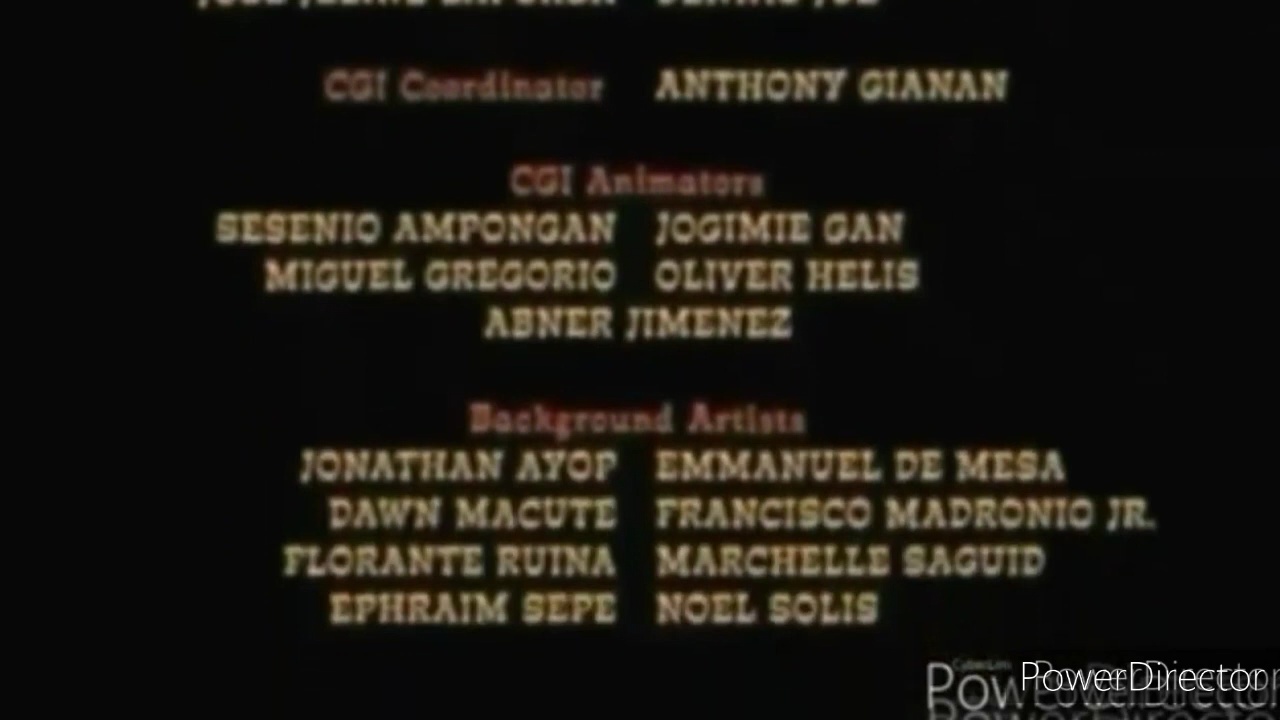 CGI Coordinator ANTHONY GIANAN
CGI Animators
SESENIO AMPONGAN JOGIMIE GAN
MIGUEL GREGORIO OLIVER HELIS
ABNER JIMENEZ
Background Artists
JONATHAN AYOP EMMANUEL DE MESA
DAWN MACUTE FRANCISCO MADRONIO JR.
FLORANTE RUINA MARCHELLE SAGUID
EPHRAIM SEPE NOEL SOLIS
CyberLink
PowerDirector